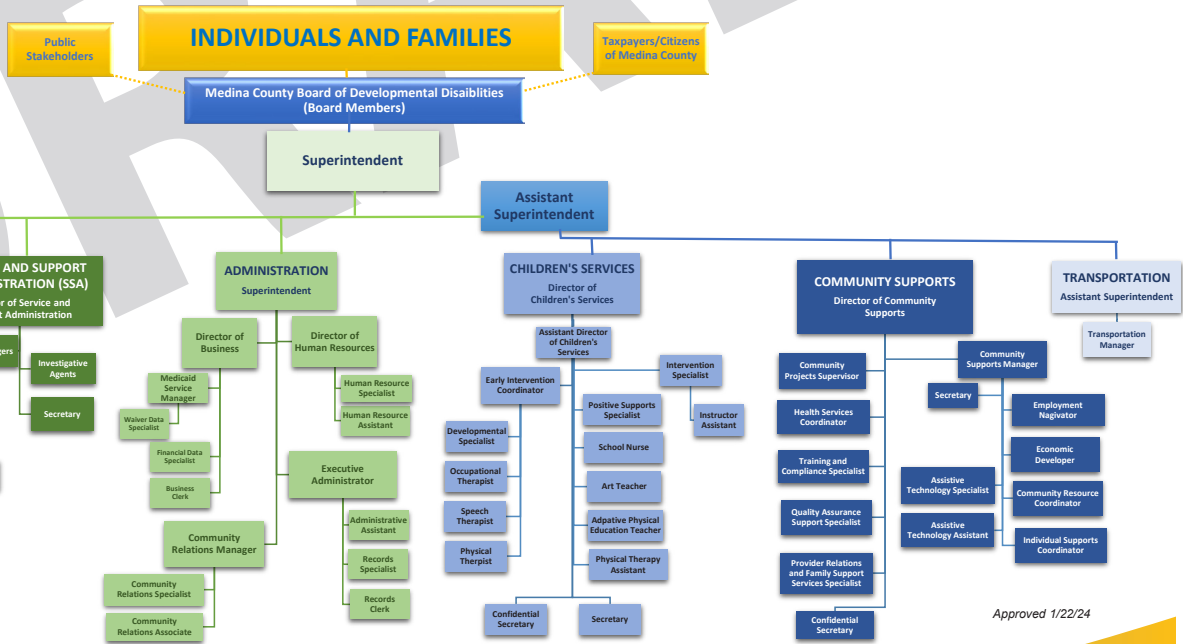 INDIVIDUALS AND FAMILIES
Public
Stakeholders
Taxpayers/Citizens
of Medina County
Medina County Board of Developmental Disaiblities
(Board Members)
Superintendent
Assistant
Superintendent
AND SUPPORT
STRATION (SSA)
r of Service and
t Administration
gers
Investigative
Agents
Secretary
ADMINISTRATION
Superintendent
Director of
Business
Director of
Human Resources
Medicaid
Service
Manager
Waiver Data
Specialist
Financial Data
Specialist
Business
Clerk
Human Resource
Specialist
Human Resource
Assistant
Executive
Administrator
Administrative
Assistant
Records
Specialist
Records
Clerk
Community
Relations Manager
Community
Relations Specialist
Community
Relations Associate
CHILDREN'S SERVICES
Director of
Children's Services
Assistant Director
of Children's
Services
Early Intervention
Coordinator
Developmental
Specialist
Occupational
Therapist
Speech
Therapist
Physical
Therpist
Intervention
Specialist
Instructor
Assistant
Positive Supports
Specialist
School Nurse
Art Teacher
Adpative Physical
Education Teacher
Physical Therapy
Assistant
Confidential
Secretary
Secretary
COMMUNITY SUPPORTS
Director of Community
Supports
Community
Projects Supervisor
Health Services
Coordinator
Training and
Compliance Specialist
Quality Assurance
Support Specialist
Provider Relations
and Family Support
Services Specialist
Confidential
Secretary
Community
Supports Manager
Secretary
Employment
Nagivator
Economic
Developer
Assistive
Technology Specialist
Community Resource
Coordinator
Assistive
Technology Assistant
Individual Supports
Coordinator
TRANSPORTATION
Assistant Superintendent
Transportation
Manager
Approved 1/22/24